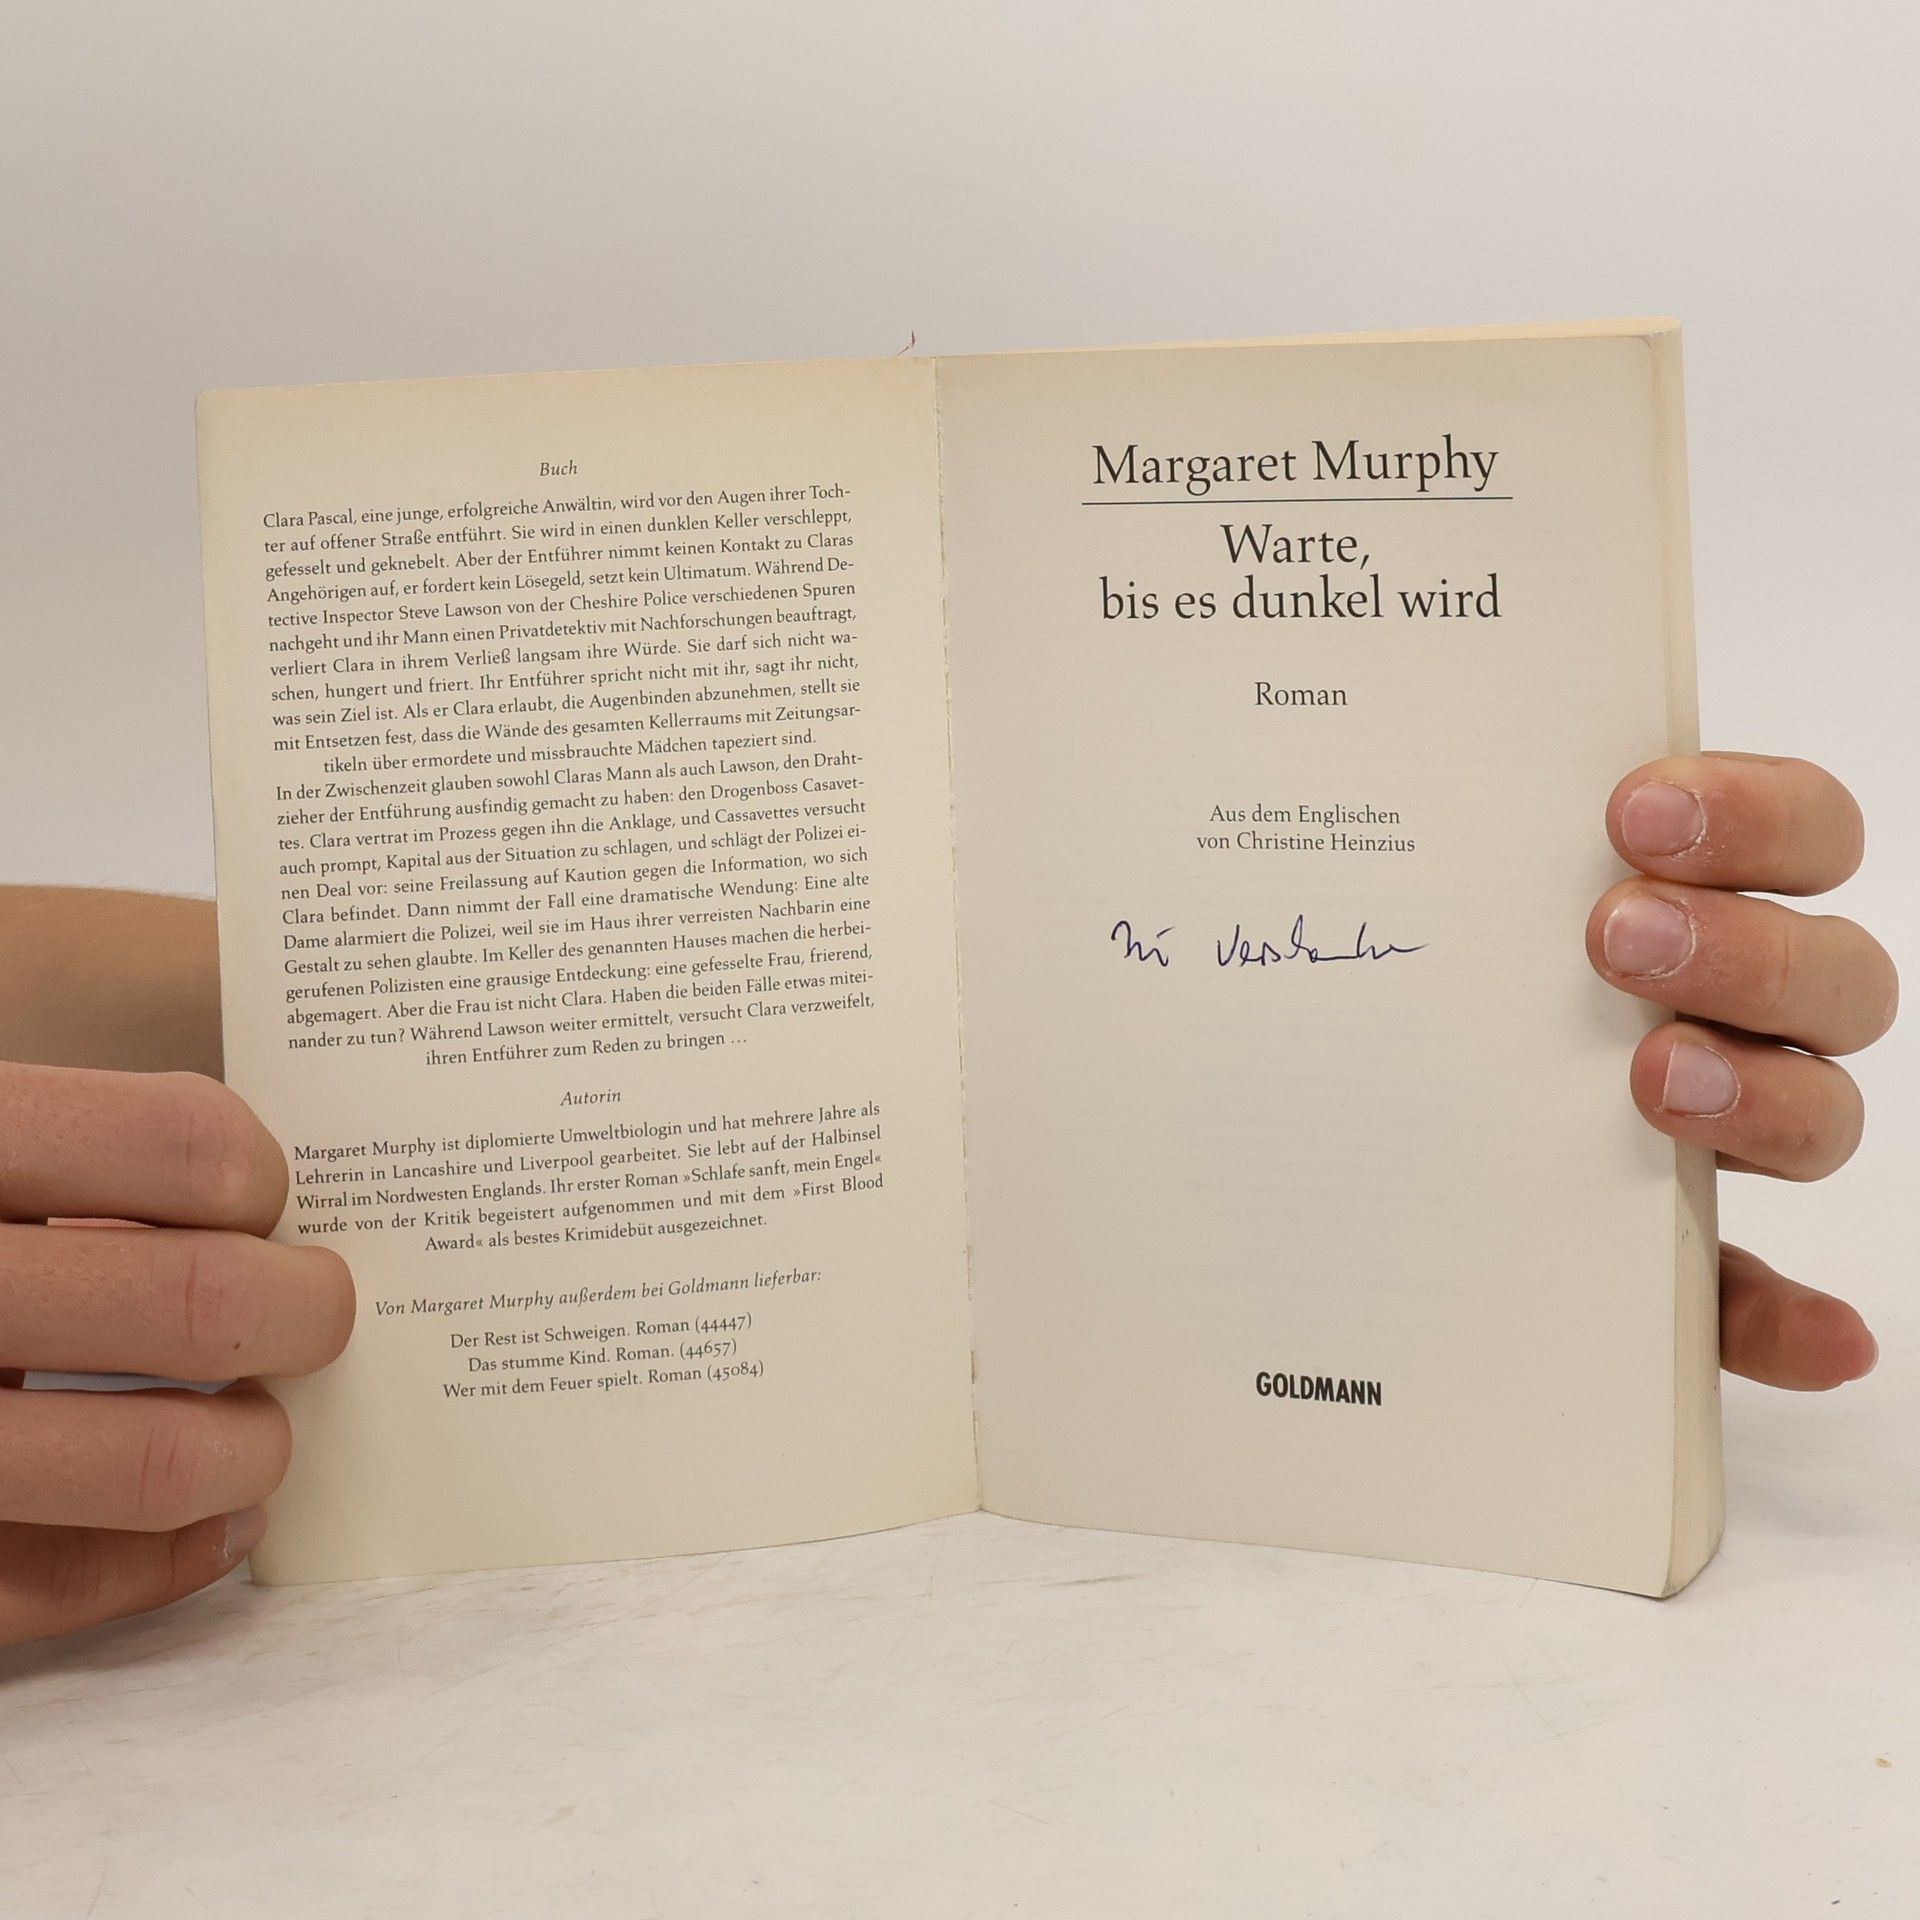 Buch
Clara Pascal, eine junge, erfolgreiche Anwältin, wird vor den Augen ihrer Toch-
ter auf offener Straße entführt. Sie wird in einen dunklen Keller verschleppt,
gefesselt und geknebelt. Aber der Entführer nimmt keinen Kontakt zu Claras
Angehörigen auf, er fordert kein Lösegeld, setzt kein Ultimatum. Während De-
tective Inspector Steve Lawson von der Cheshire Police verschiedenen Spuren
nachgeht und ihr Mann einen Privatdetektiv mit Nachforschungen beauftragt,
verliert Clara in ihrem Verließ langsam ihre Würde. Sie darf sich nicht wa-
schen, hungert und friert. Ihr Entführer spricht nicht mit ihr, sagt ihr nicht,
was sein Ziel ist. Als er Clara erlaubt, die Augenbinden abzunehmen, stellt sie
mit Entsetzen fest, dass die Wände des gesamten Kellerraums mit Zeitungsar-
tikeln über ermordete und missbrauchte Mädchen tapeziert sind.
In der Zwischenzeit glauben sowohl Claras Mann als auch Lawson, den Draht-
zieher der Entführung ausfindig gemacht zu haben: den Drogenboss Casavet-
tes. Clara vertrat im Prozess gegen ihn die Anklage, und Cassavettes versucht
auch prompt, Kapital aus der Situation zu schlagen, und schlägt der Polizei ei-
nen Deal vor: seine Freilassung auf Kaution gegen die Information, wo sich
Clara befindet. Dann nimmt der Fall eine dramatische Wendung: Eine alte
Dame alarmiert die Polizei, weil sie im Haus ihrer verreisten Nachbarin eine
Gestalt zu sehen glaubte. Im Keller des genannten Hauses machen die herbei-
gerufenen Polizisten eine grausige Entdeckung: eine gefesselte Frau, frierend,
abgemagert. Aber die Frau ist nicht Clara. Haben die beiden Fälle etwas mitei-
nander zu tun? Während Lawson weiter ermittelt, versucht Clara verzweifelt,
ihren Entführer zum Reden zu bringen …
Autorin
Margaret Murphy ist diplomierte Umweltbiologin und hat mehrere Jahre als
Lehrerin in Lancashire und Liverpool gearbeitet. Sie lebt auf der Halbinsel
Wirral im Nordwesten Englands. Ihr erster Roman »Schlafe sanft, mein Engel«
wurde von der Kritik begeistert aufgenommen und mit dem »First Blood
Award« als bestes Krimidebüt ausgezeichnet.
Von Margaret Murphy außerdem bei Goldmann lieferbar:
Der Rest ist Schweigen. Roman (44447)
Das stumme Kind. Roman. (44657)
Wer mit dem Feuer spielt. Roman (45084)
Margaret Murphy
Warte,
bis es dunkel wird
Roman
Aus dem Englischen
von Christine Heinzius
GOLDMANN